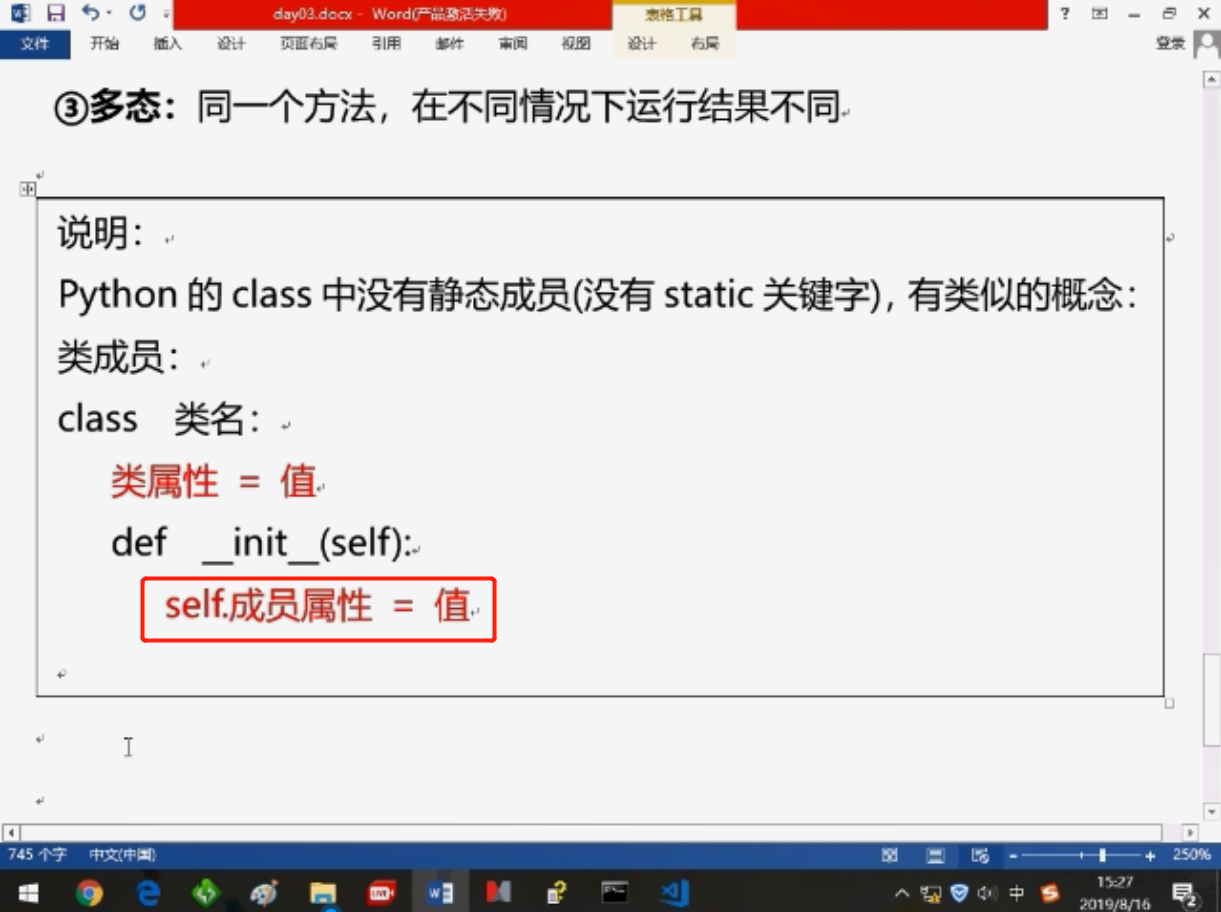 day03.docx - Word(产品激活失败)
表格工具
文件 开始 插入 设计 页面布局 引用 邮件 审阅 视图 设计 布局 登录
③多态：同一个方法，在不同情况下运行结果不同
说明：
Python 的 class 中没有静态成员(没有 static 关键字)，有类似的概念：
类成员：
class 类名：
类属性 = 值
def __init__(self):
self.成员属性 = 值
745 个字 中文(中国) 250%
LIVE
中
15:27
2019/8/16
2